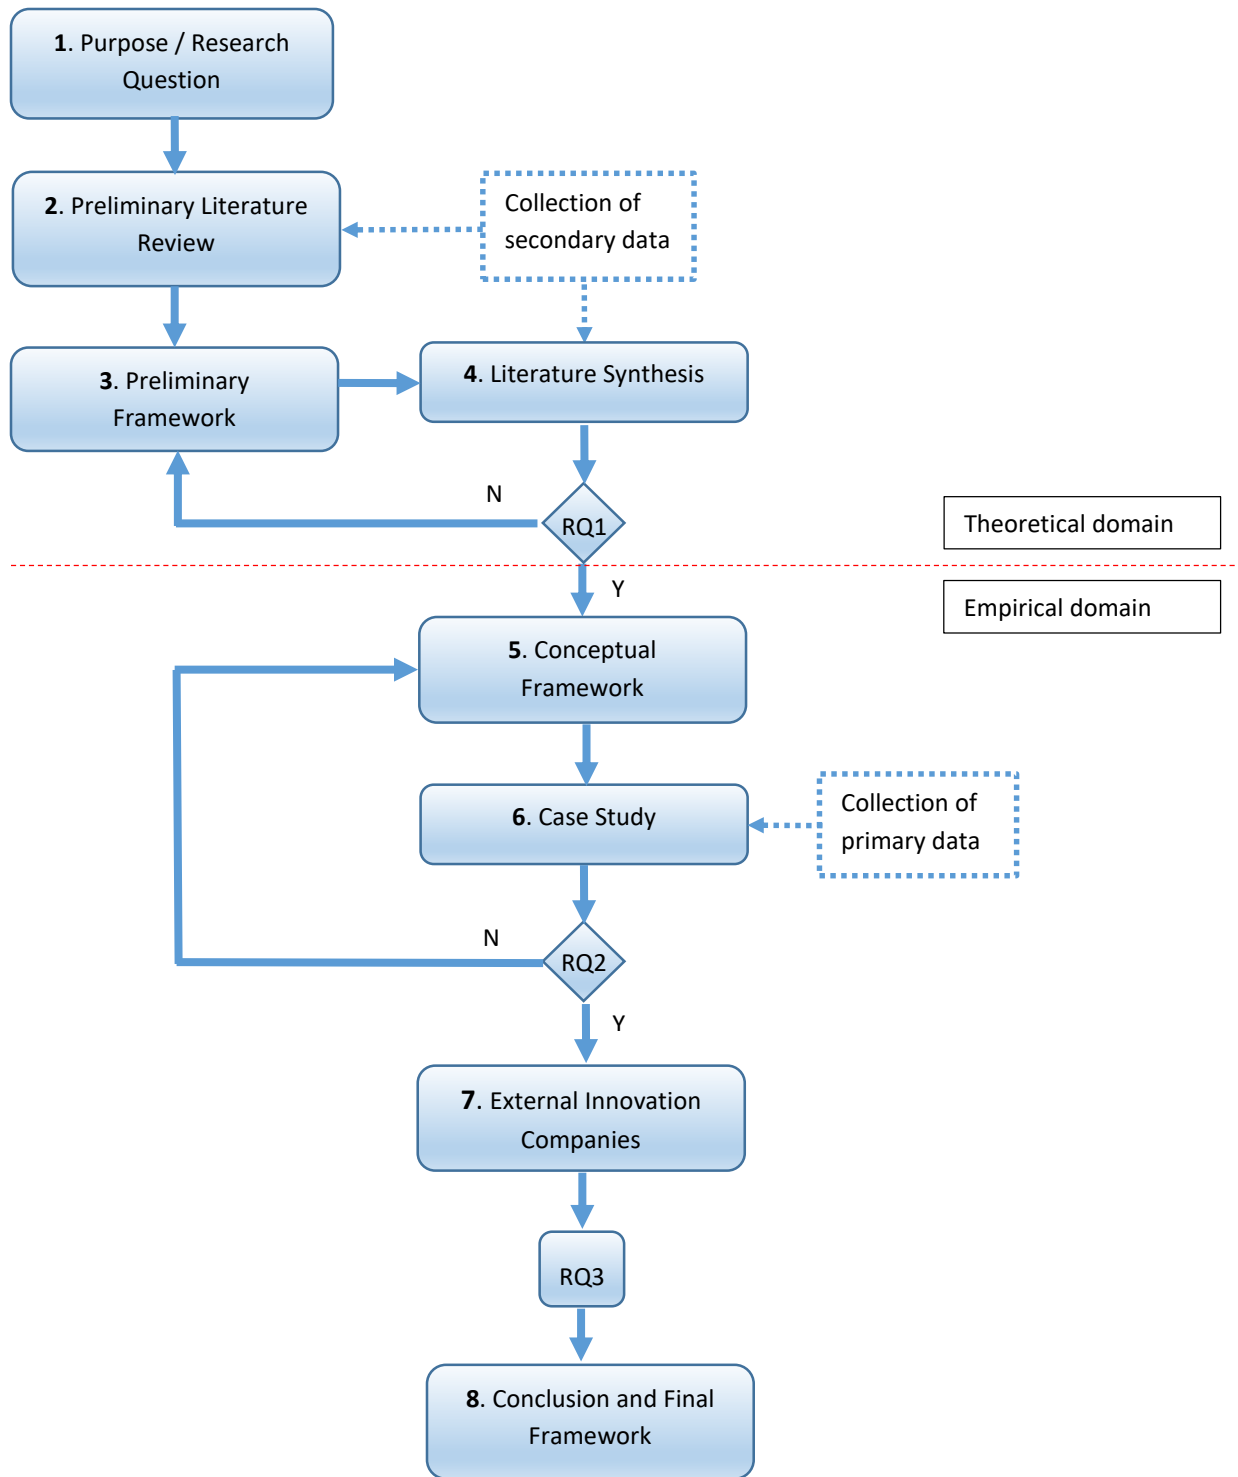 1. Purpose / Research
Question
2. Preliminary Literature
Review
Collection of
secondary data
3. Preliminary
Framework
4. Literature Synthesis
N
RQ1
Theoretical domain
Y
Empirical domain
5. Conceptual
Framework
6. Case Study
Collection of
primary data
N
RQ2
Y
7. External Innovation
Companies
RQ3
8. Conclusion and Final
Framework